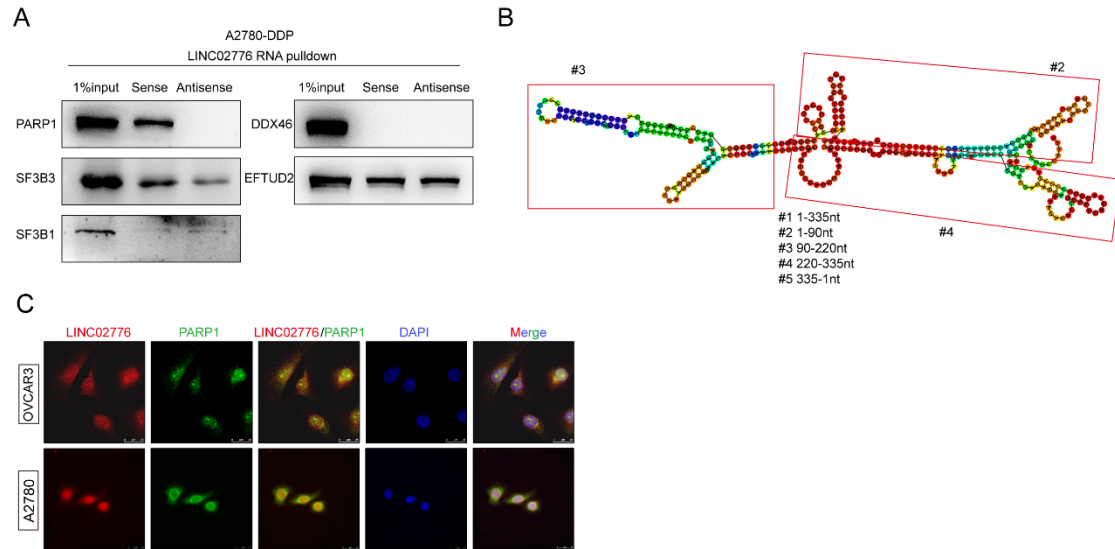 A
A2780-DDP
LINC02776 RNA pulldown
1%input Sense Antisense
1%input Sense Antisense
PARP1
DDX46
SF3B3
EFTUD2
SF3B1
B
#3
#2
#4
#1 1-335nt
#2 1-90nt
#3 90-220nt
#4 220-335nt
#5 335-1nt
C
LINC02776 PARP1 LINC02776/PARP1 DAPI Merge
OVCAR3
A2780